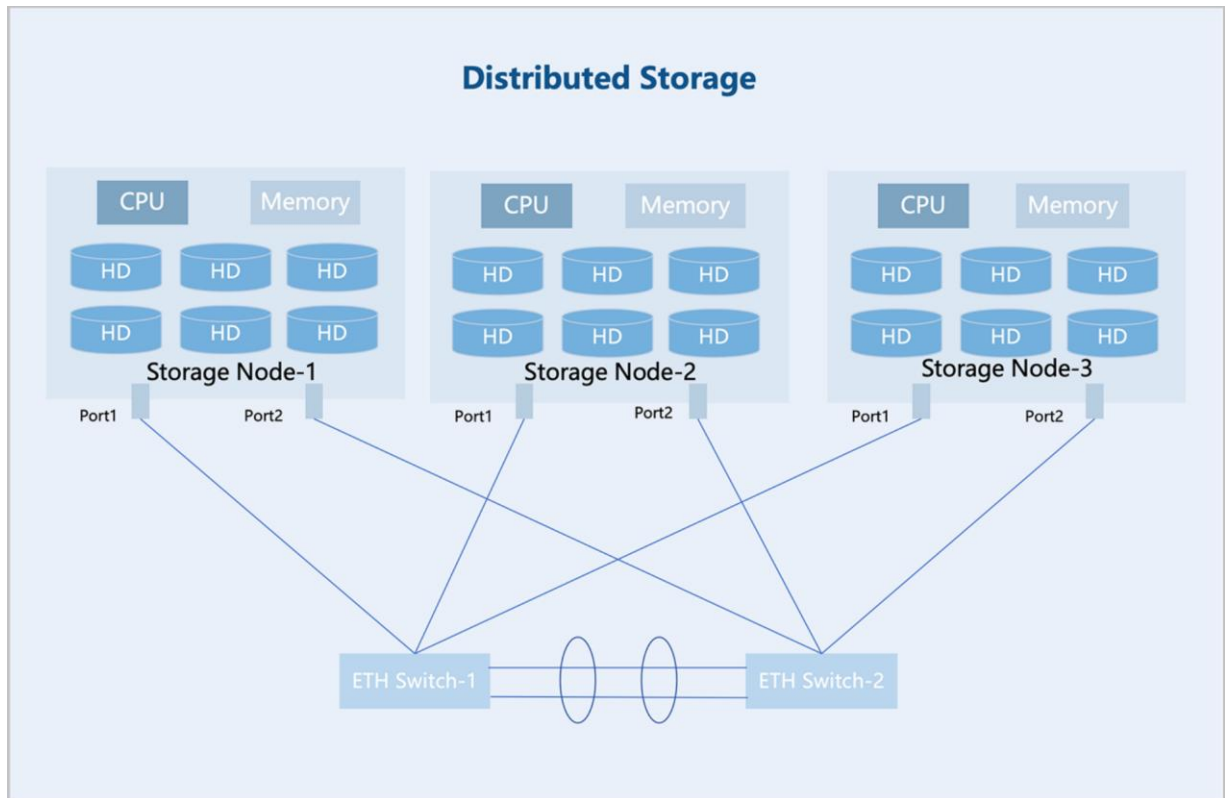 Distributed Storage
CPU Memory
HD HD HD
HD HD HD
Storage Node-1
Port1 Port2
CPU Memory
HD HD HD
HD HD HD
Storage Node-2
Port1 Port2
CPU Memory
HD HD HD
HD HD HD
Storage Node-3
Port1 Port2
ETH Switch-1 ETH Switch-2